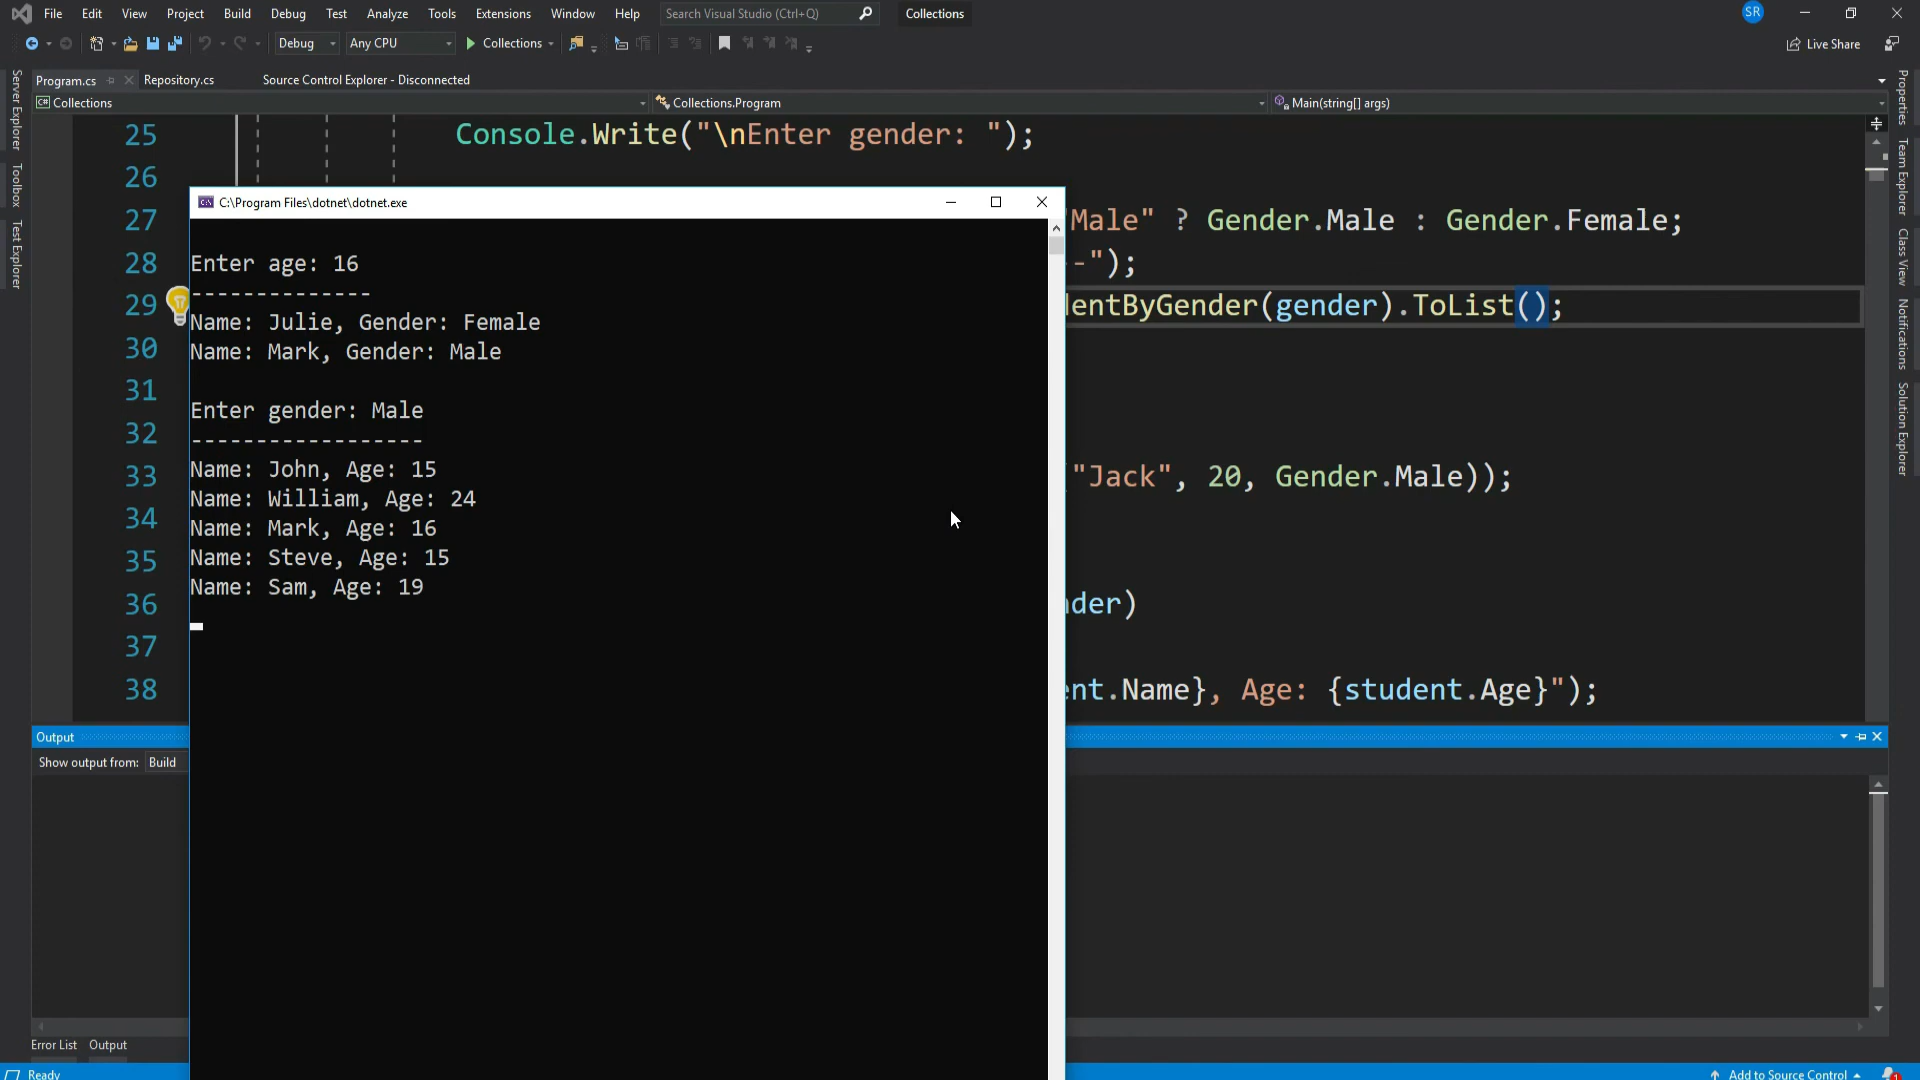 File Edit View Project Build Debug Test Analyze Tools Extensions Window Help Search Visual Studio (Ctrl+Q) Collections SR
Debug Any CPU Collections Live Share
Program.cs Repository.cs Source Control Explorer - Disconnected
C# Collections Collections.Program Main(string[] args)
Server Explorer
Toolbox
Test Explorer
25 Console.Write("\nEnter gender: ");
26
27 Male" ? Gender.Male : Gender.Female;
28 -");
29 entByGender(gender).ToList();
30
31
32
33 "Jack", 20, Gender.Male));
34
35
36 der)
37
38 nt.Name}, Age: {student.Age}");
C:\Program Files\dotnet\dotnet.exe
Enter age: 16
--------------
Name: Julie, Gender: Female
Name: Mark, Gender: Male
Enter gender: Male
------------------
Name: John, Age: 15
Name: William, Age: 24
Name: Mark, Age: 16
Name: Steve, Age: 15
Name: Sam, Age: 19
Properties
Team Explorer
Class View
Notifications
Solution Explorer
Output
Show output from: Build
Error List Output
Ready Add to Source Control 1